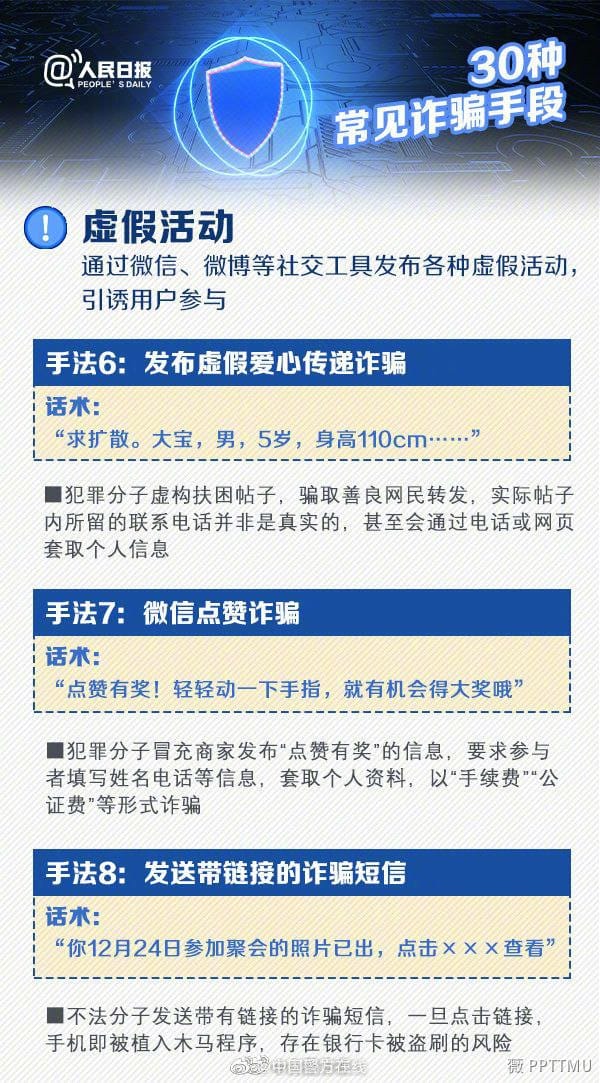 @人民日报
PEOPLE'S DAILY
30种
常见诈骗手段
! 虚假活动
通过微信、微博等社交工具发布各种虚假活动，
引诱用户参与
手法6：发布虚假爱心传递诈骗
话术：
“求扩散。大宝，男，5岁，身高110cm……”
■犯罪分子虚构扶困帖子，骗取善良网民转发，实际帖子
内所留的联系电话并非是真实的，甚至会通过电话或网页
套取个人信息
手法7：微信点赞诈骗
话术：
“点赞有奖！轻轻动一下手指，就有机会得大奖哦”
■犯罪分子冒充商家发布“点赞有奖”的信息，要求参与
者填写姓名电话等信息，套取个人资料，以“手续费”“公
证费”等形式诈骗
手法8：发送带链接的诈骗短信
话术：
“你12月24日参加聚会的照片已出，点击×××查看”
■不法分子发送带有链接的诈骗短信，一旦点击链接，
手机即被植入木马程序，存在银行卡被盗刷的风险
@中国警方在线
薇 PPTTMU